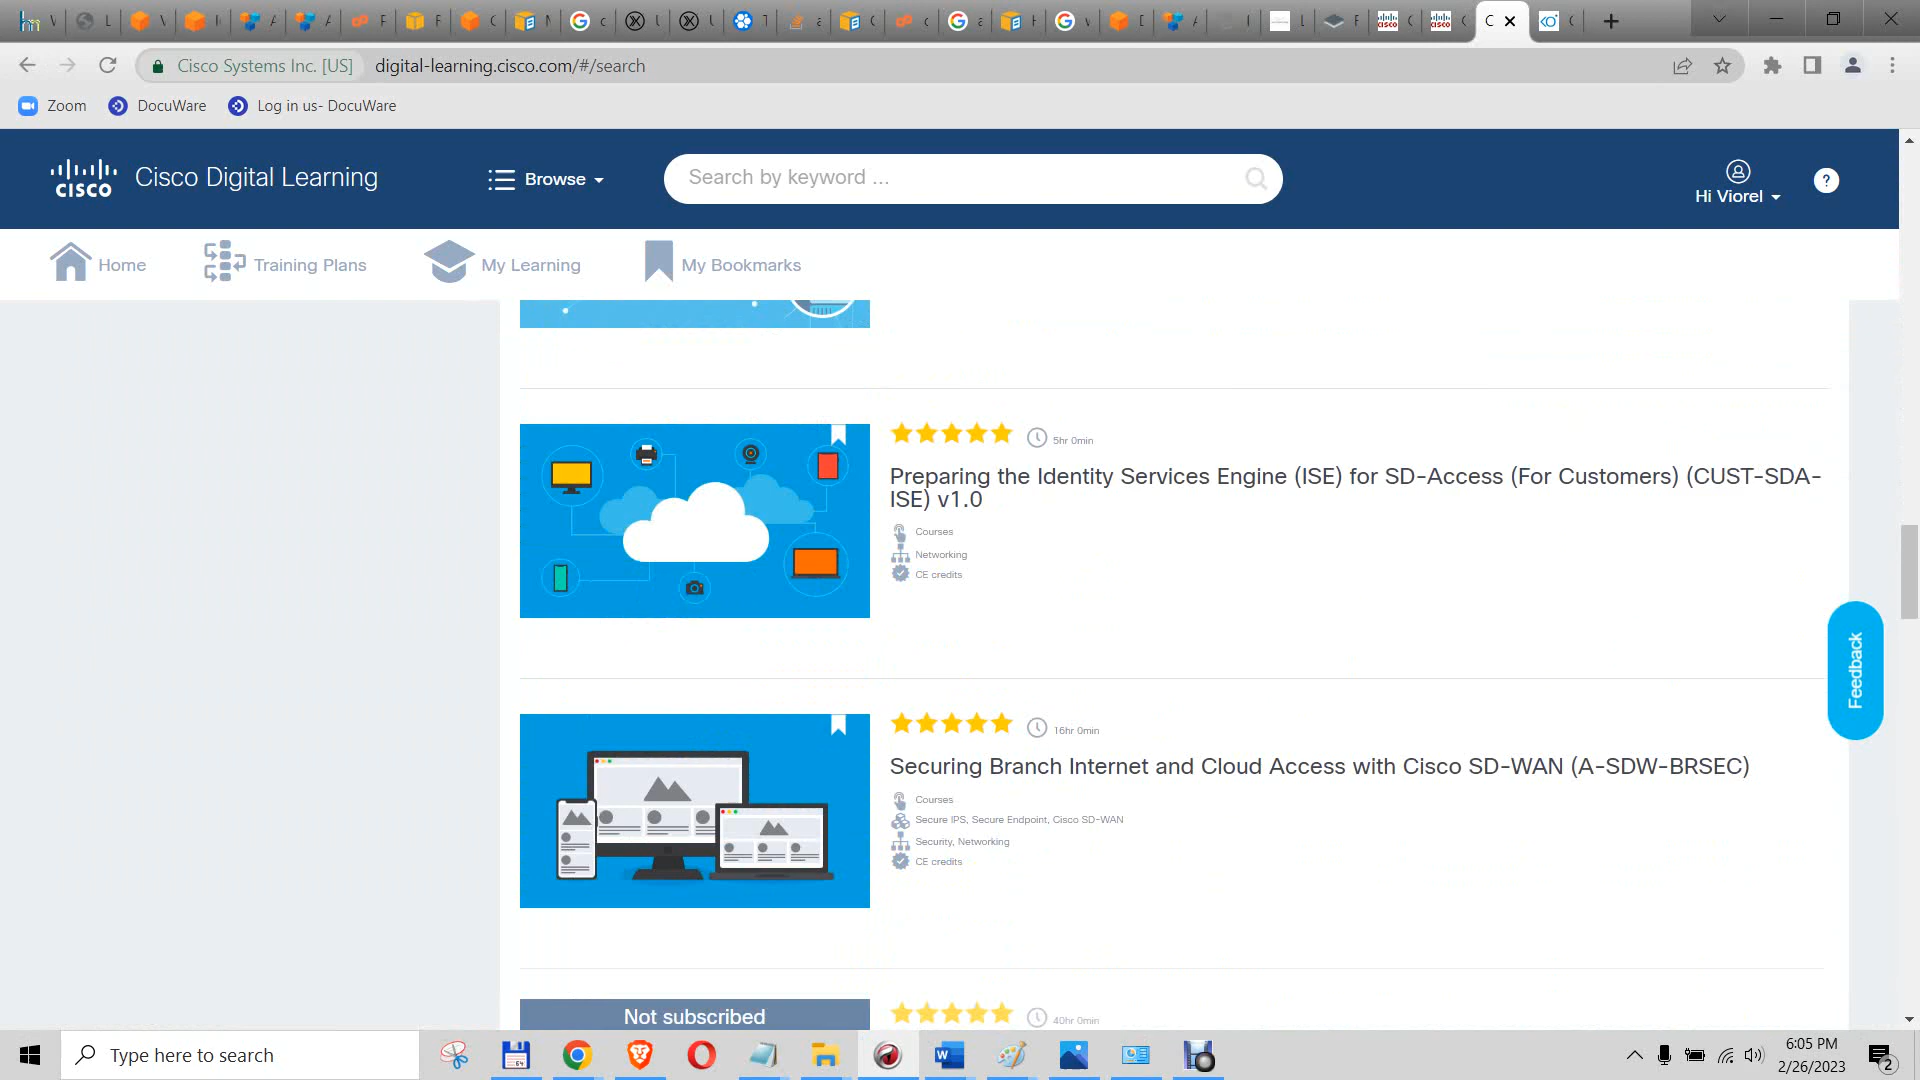 Cisco Systems Inc. [US] digital-learning.cisco.com/#/search
Zoom DocuWare Log in us- DocuWare
cisco Cisco Digital Learning Browse Search by keyword ... Hi Viorel ?
Home Training Plans My Learning My Bookmarks
5hr 0min
Preparing the Identity Services Engine (ISE) for SD-Access (For Customers) (CUST-SDA-
ISE) v1.0
Courses
Networking
CE credits
Feedback
16hr 0min
Securing Branch Internet and Cloud Access with Cisco SD-WAN (A-SDW-BRSEC)
Courses
Secure IPS, Secure Endpoint, Cisco SD-WAN
Security, Networking
CE credits
Not subscribed
40hr 0min
Type here to search
6:05 PM
2/26/2023
2